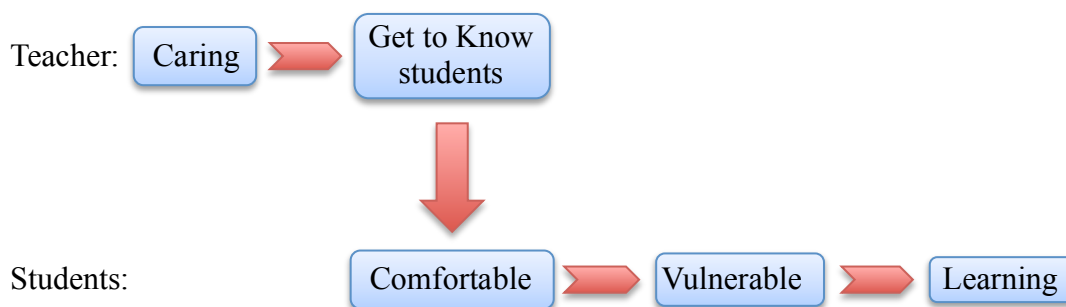 Teacher: Caring Get to Know
students
Students: Comfortable Vulnerable Learning